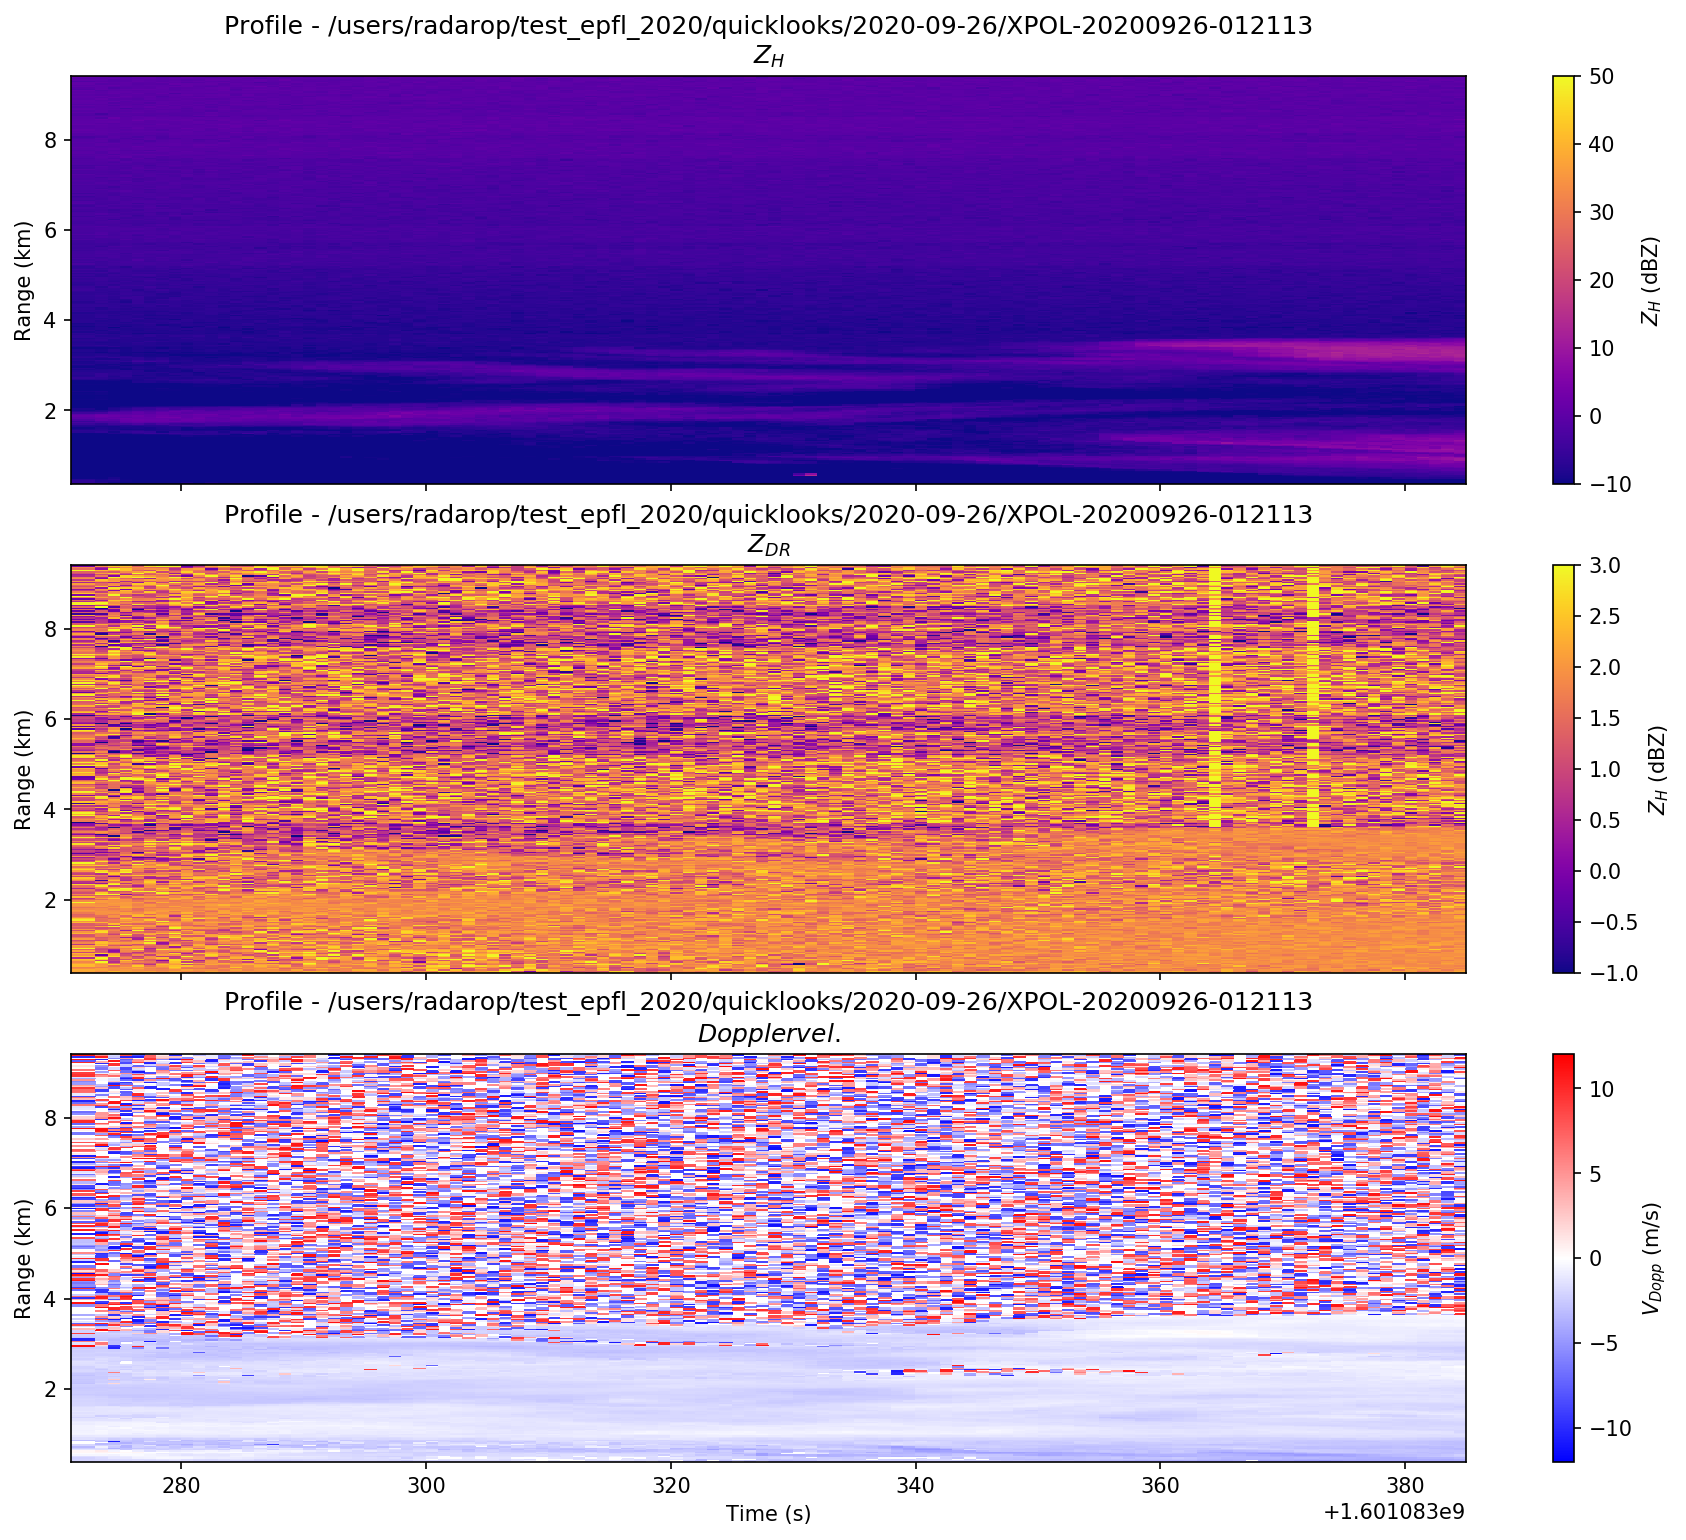 Profile - /users/radarop/test_epfl_2020/quicklooks/2020-09-26/XPOL-20200926-012113
Z_H
8
6
4
2
Range (km)
50
40
30
20
10
0
−10
Z_H (dBZ)
Profile - /users/radarop/test_epfl_2020/quicklooks/2020-09-26/XPOL-20200926-012113
Z_DR
8
6
4
2
Range (km)
3.0
2.5
2.0
1.5
1.0
0.5
0.0
−0.5
−1.0
Z_H (dBZ)
Profile - /users/radarop/test_epfl_2020/quicklooks/2020-09-26/XPOL-20200926-012113
Dopplervel.
8
6
4
2
Range (km)
10
5
0
−5
−10
V_Dopp (m/s)
280 300 320 340 360 380
Time (s)
+1.601083e9